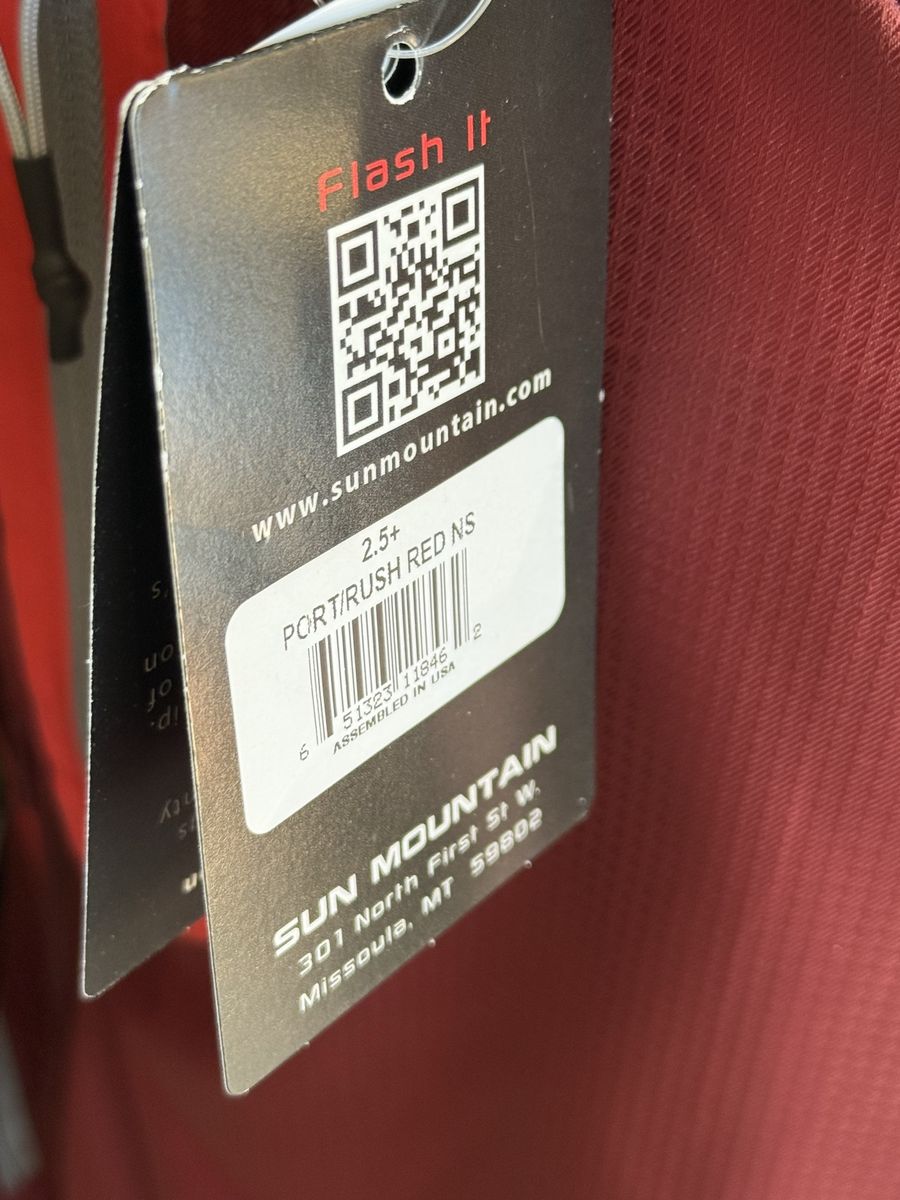 Flash It
www.sunmountain.com
2.5+
PORT/RUSH RED NS
6 51323 11846 2
ASSEMBLED IN USA
SUN MOUNTAIN
301 North First St W.
Missoula, MT 59802